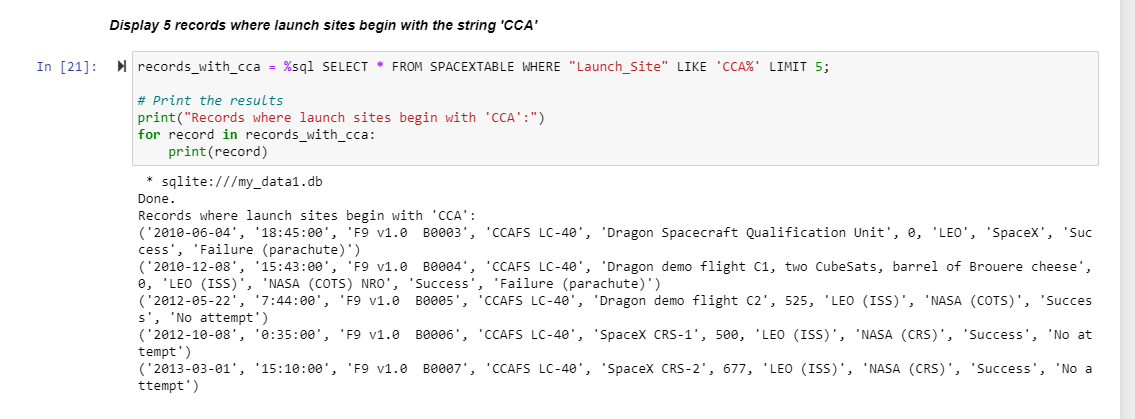 Display 5 records where launch sites begin with the string 'CCA'
In [21]: records_with_cca = %sql SELECT * FROM SPACEXTABLE WHERE "Launch_Site" LIKE 'CCA%' LIMIT 5;
# Print the results
print("Records where launch sites begin with 'CCA':")
for record in records_with_cca:
    print(record)
* sqlite:///my_data1.db
Done.
Records where launch sites begin with 'CCA':
('2010-06-04', '18:45:00', 'F9 v1.0  B0003', 'CCAFS LC-40', 'Dragon Spacecraft Qualification Unit', 0, 'LEO', 'SpaceX', 'Suc
cess', 'Failure (parachute)')
('2010-12-08', '15:43:00', 'F9 v1.0  B0004', 'CCAFS LC-40', 'Dragon demo flight C1, two CubeSats, barrel of Brouere cheese',
0, 'LEO (ISS)', 'NASA (COTS) NRO', 'Success', 'Failure (parachute)')
('2012-05-22', '7:44:00', 'F9 v1.0  B0005', 'CCAFS LC-40', 'Dragon demo flight C2', 525, 'LEO (ISS)', 'NASA (COTS)', 'Succes
s', 'No attempt')
('2012-10-08', '0:35:00', 'F9 v1.0  B0006', 'CCAFS LC-40', 'SpaceX CRS-1', 500, 'LEO (ISS)', 'NASA (CRS)', 'Success', 'No at
tempt')
('2013-03-01', '15:10:00', 'F9 v1.0  B0007', 'CCAFS LC-40', 'SpaceX CRS-2', 677, 'LEO (ISS)', 'NASA (CRS)', 'Success', 'No a
ttempt')